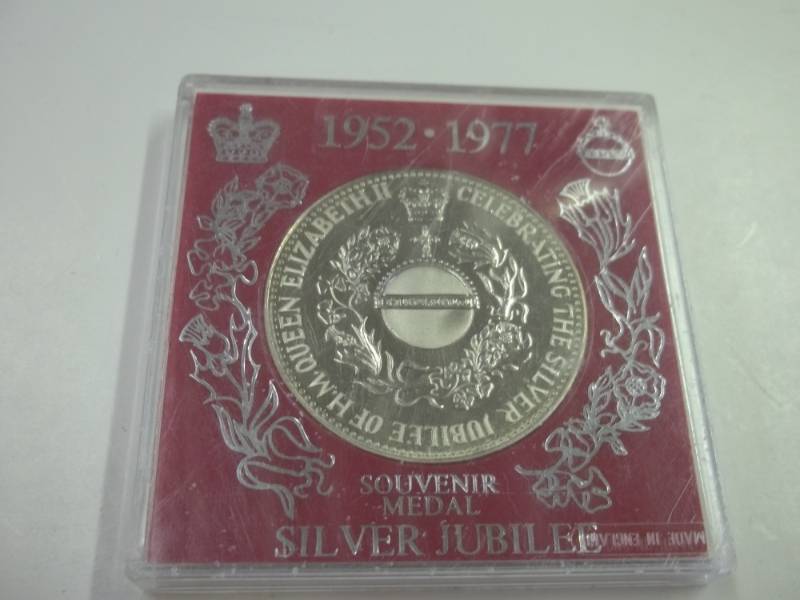 1952 · 1977
CELEBRATING THE SILVER JUBILEE OF H.M. QUEEN ELIZABETH II
SOUVENIR
MEDAL
SILVER JUBILEE
MADE IN ENGLAND